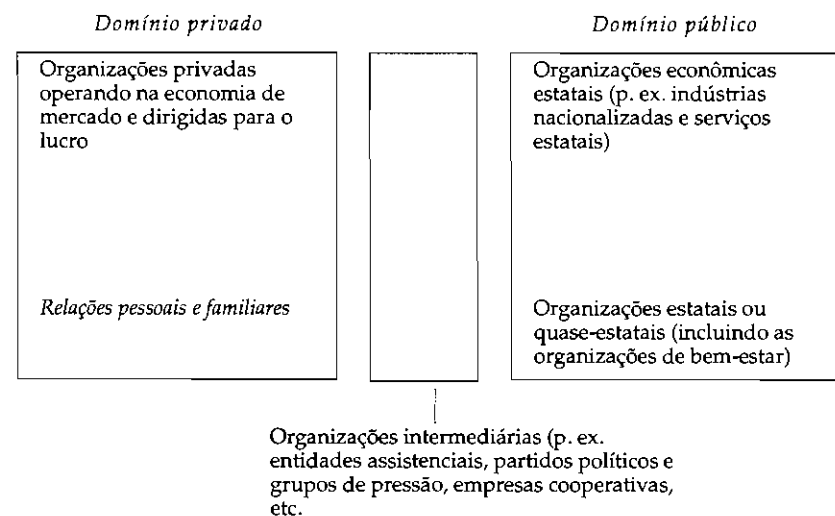 Domínio privado
Domínio público
Organizações privadas
operando na economia de
mercado e dirigidas para o
lucro
Relações pessoais e familiares
Organizações econômicas
estatais (p. ex. indústrias
nacionalizadas e serviços
estatais)
Organizações estatais ou
quase-estatais (incluindo as
organizações de bem-estar)
Organizações intermediárias (p. ex.
entidades assistenciais, partidos políticos e
grupos de pressão, empresas cooperativas,
etc.